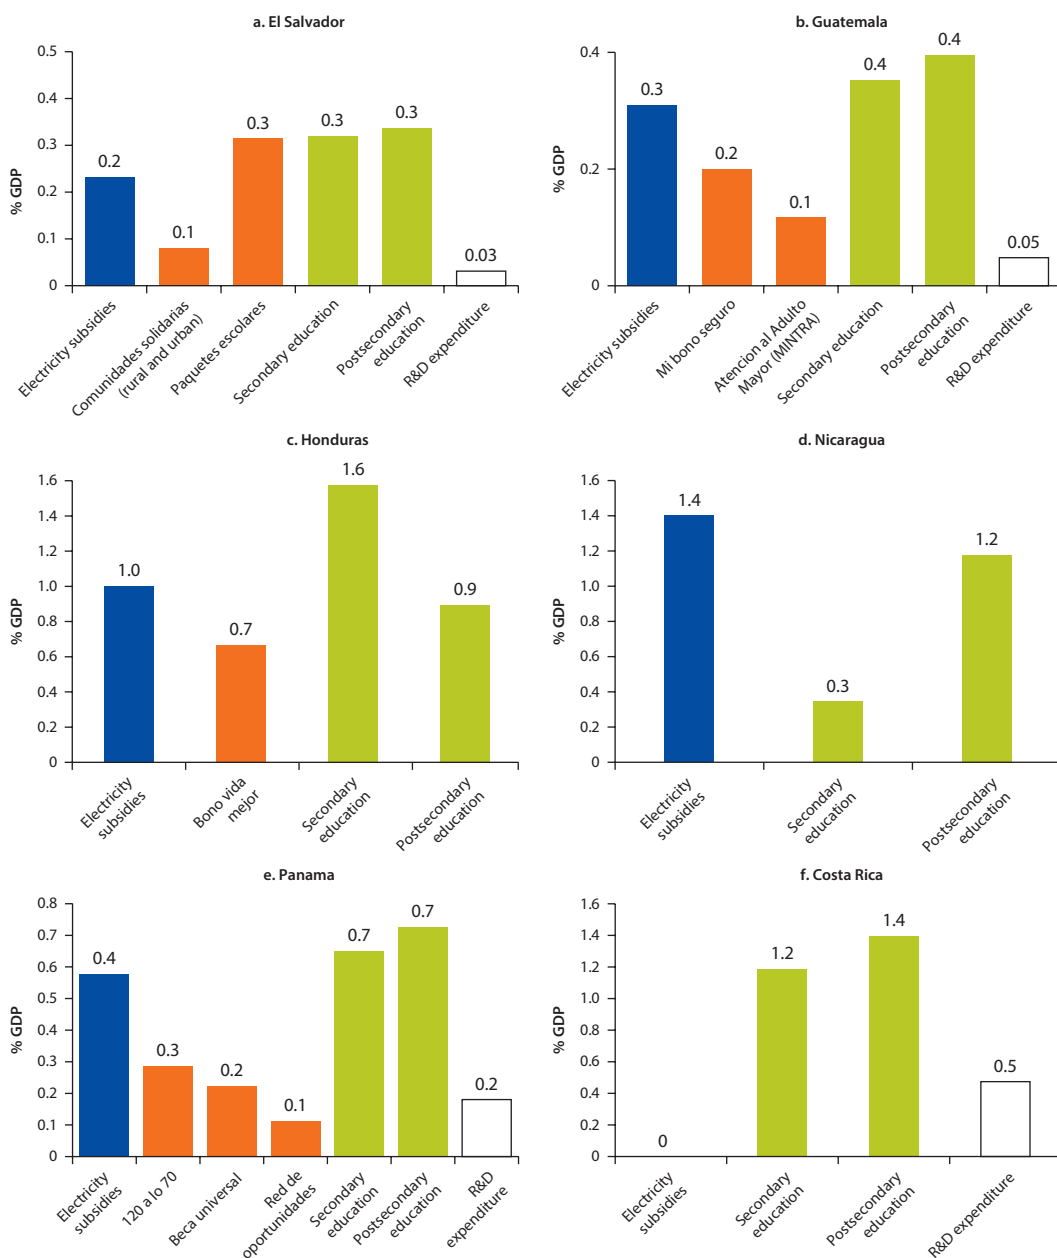 a. El Salvador
% GDP
0.5
0.4
0.3
0.2
0.1
0
0.2
0.1
0.3
0.3
0.3
0.03
Electricity subsidies
Comunidades solidarias
(rural and urban)
Paquetes escolares
Secondary education
Postsecondary
education
R&D expenditure
b. Guatemala
% GDP
0.4
0.2
0
0.3
0.2
0.1
0.4
0.4
0.05
Electricity subsidies
Mi bono seguro
Atencion al Adulto
Mayor (MINTRA)
Secondary education
Postsecondary
education
R&D expenditure
c. Honduras
% GDP
1.6
1.4
1.2
1.0
0.8
0.6
0.4
0.2
0
1.0
0.7
1.6
0.9
Electricity
subsidies
Bono vida
mejor
Secondary
education
Postsecondary
education
d. Nicaragua
% GDP
1.6
1.4
1.2
1.0
0.8
0.6
0.4
0.2
0
1.4
0.3
1.2
Electricity
subsidies
Secondary
education
Postsecondary
education
e. Panama
% GDP
0.8
0.7
0.6
0.5
0.4
0.3
0.2
0.1
0
0.4
0.3
0.2
0.1
0.7
0.7
0.2
Electricity
subsidies
120 a lo 70
Beca universal
Red de
oportunidades
Secondary
education
Postsecondary
education
R&D
expenditure
f. Costa Rica
% GDP
1.6
1.4
1.2
1.0
0.8
0.6
0.4
0.2
0
0
1.2
1.4
0.5
Electricity
subsidies
Secondary
education
Postsecondary
education
R&D expenditure